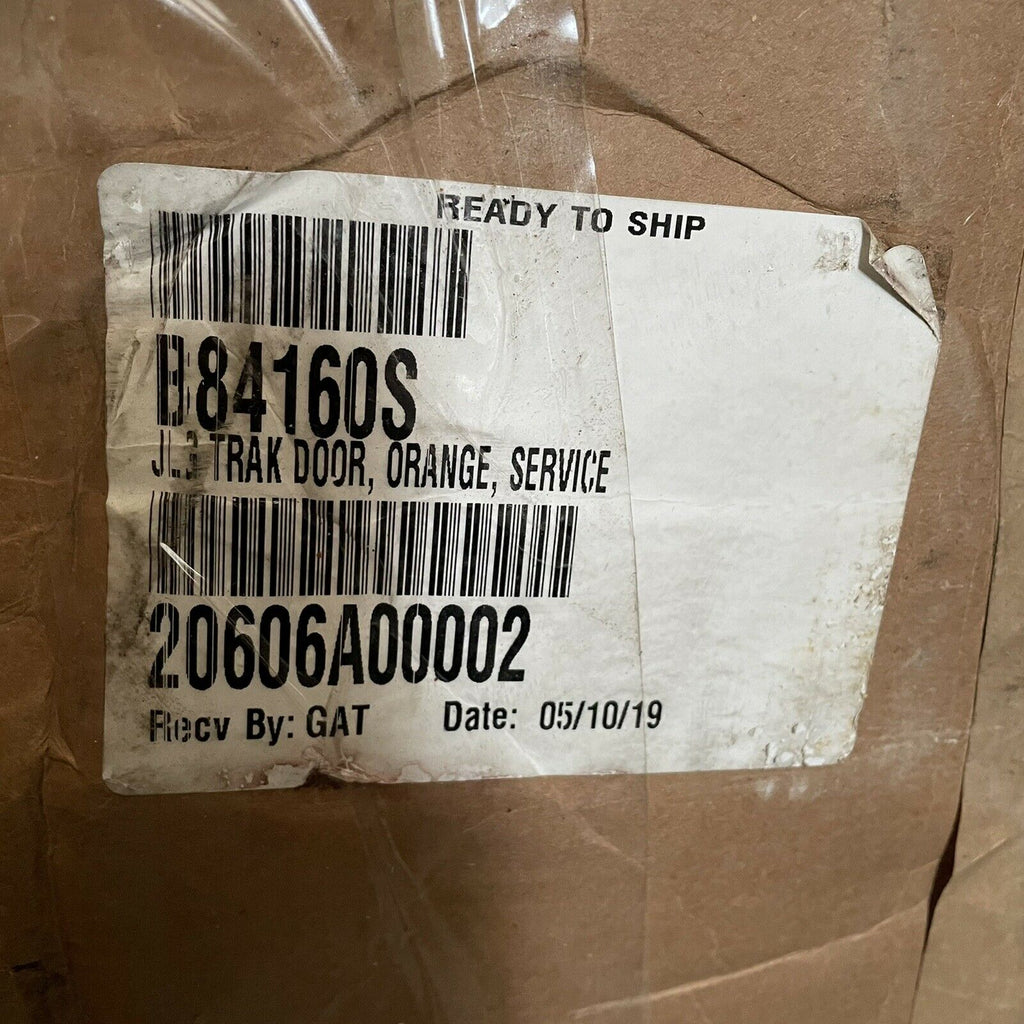 READY TO SHIP
B84160S
TRAK DOOR, ORANGE, SERVICE
20606A00002
Recv By: GAT Date: 05/10/19